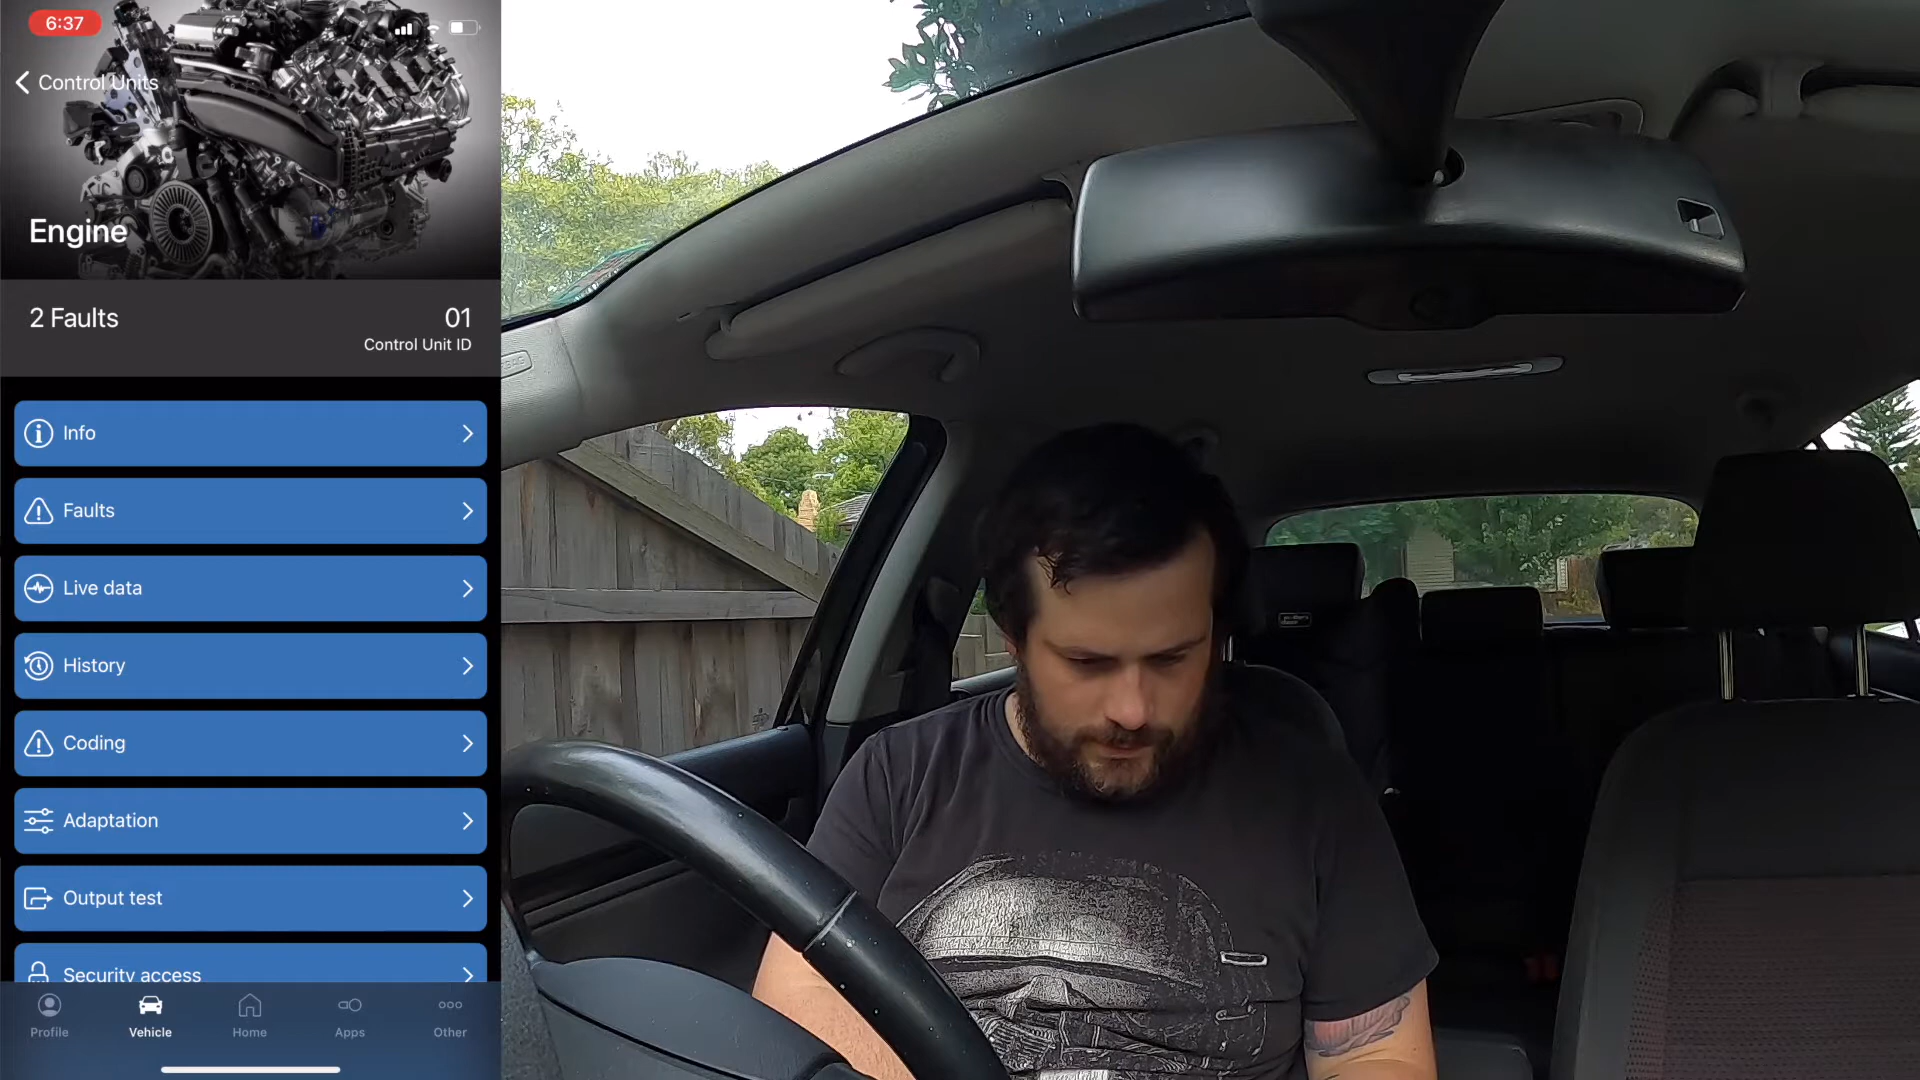 6:37
Control Units
Engine
2 Faults
01
Control Unit ID
Info
Faults
Live data
History
Coding
Adaptation
Output test
Security access
Profile
Vehicle
Home
Apps
Other